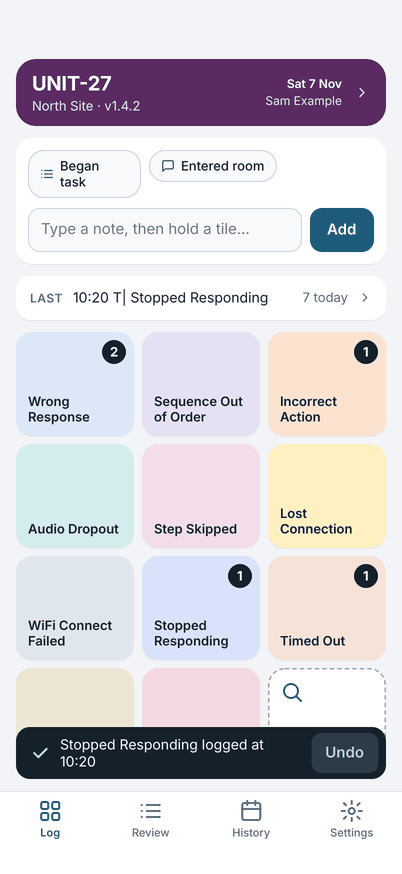 UNIT-27
North Site · v1.4.2
Sat 7 Nov
Sam Example
Began
task
Entered room
Type a note, then hold a tile...
Add
LAST 10:20 T| Stopped Responding 7 today
2
Wrong
Response
Sequence Out
of Order
1
Incorrect
Action
Audio Dropout
Step Skipped
Lost
Connection
WiFi Connect
Failed
1
Stopped
Responding
1
Timed Out
Stopped Responding logged at
10:20
Undo
Log
Review
History
Settings